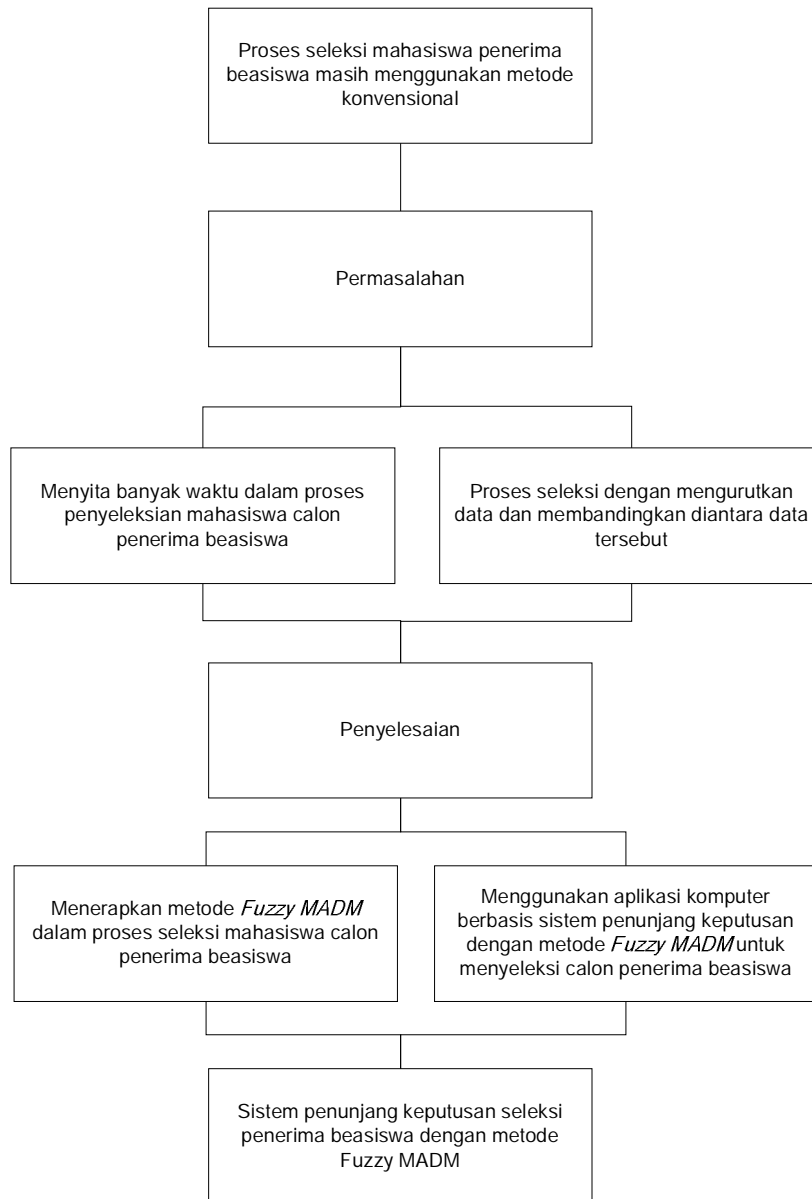 Proses seleksi mahasiswa penerima
beasiswa masih menggunakan metode
konvensional
Permasalahan
Menyita banyak waktu dalam proses
penyeleksian mahasiswa calon
penerima beasiswa
Proses seleksi dengan mengurutkan
data dan membandingkan diantara data
tersebut
Penyelesaian
Menerapkan metode Fuzzy MADM
dalam proses seleksi mahasiswa calon
penerima beasiswa
Menggunakan aplikasi komputer
berbasis sistem penunjang keputusan
dengan metode Fuzzy MADM untuk
menyeleksi calon penerima beasiswa
Sistem penunjang keputusan seleksi
penerima beasiswa dengan metode
Fuzzy MADM